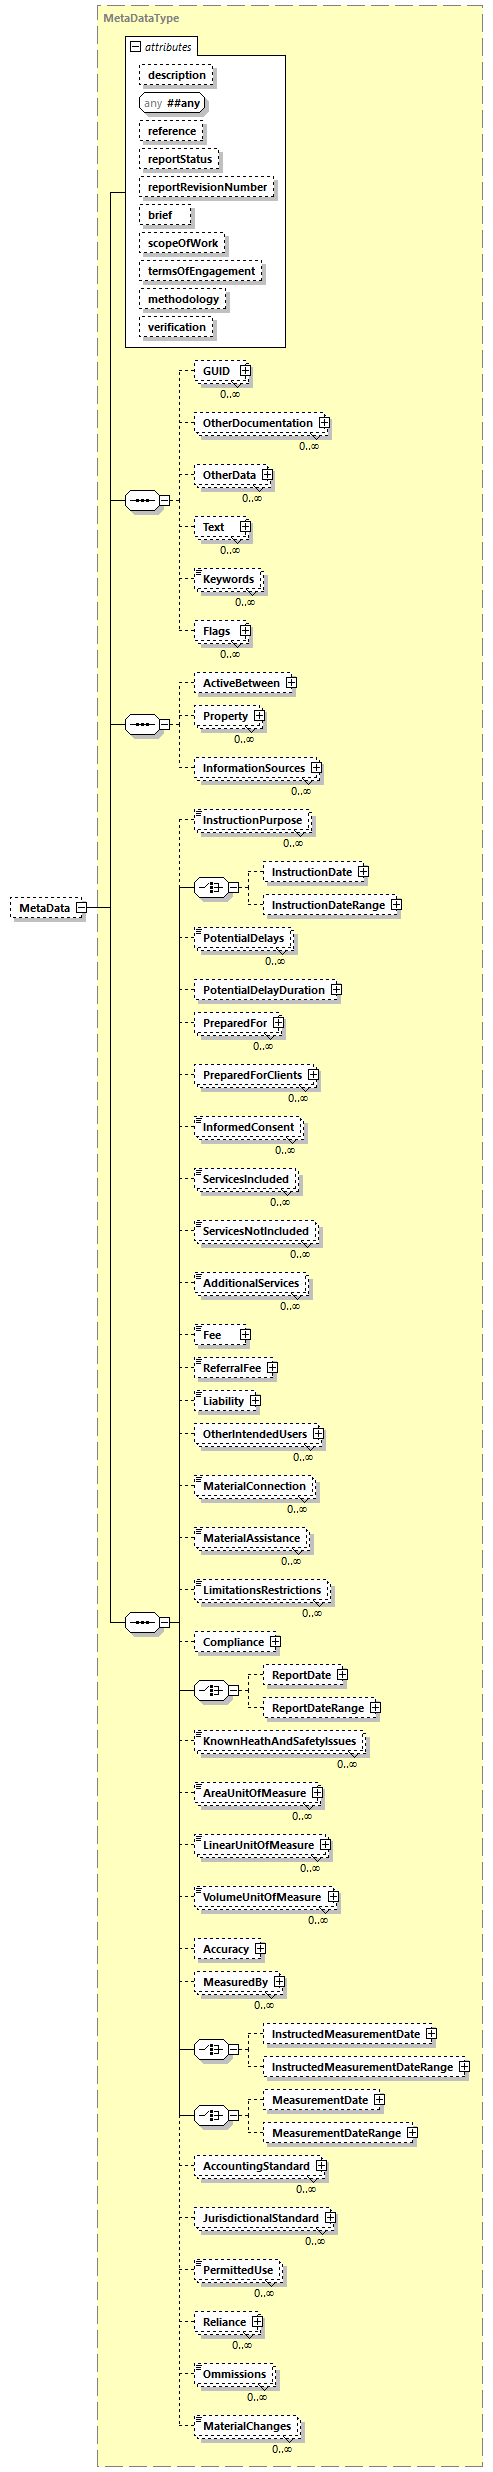 MetaDataType
attributes
description
any ##any
reference
reportStatus
reportRevisionNumber
brief
scopeOfWork
termsOfEngagement
methodology
verification
GUID
0..∞
OtherDocumentation
0..∞
OtherData
0..∞
Text
0..∞
Keywords
0..∞
Flags
0..∞
ActiveBetween
Property
0..∞
InformationSources
0..∞
InstructionPurpose
0..∞
InstructionDate
InstructionDateRange
MetaData
PotentialDelays
0..∞
PotentialDelayDuration
PreparedFor
0..∞
PreparedForClients
0..∞
InformedConsent
0..∞
ServicesIncluded
0..∞
ServicesNotIncluded
0..∞
AdditionalServices
0..∞
Fee
ReferralFee
Liability
OtherIntendedUsers
0..∞
MaterialConnection
0..∞
MaterialAssistance
0..∞
LimitationsRestrictions
0..∞
Compliance
ReportDate
ReportDateRange
KnownHeathAndSafetyIssues
0..∞
AreaUnitOfMeasure
0..∞
LinearUnitOfMeasure
0..∞
VolumeUnitOfMeasure
0..∞
Accuracy
MeasuredBy
0..∞
InstructedMeasurementDate
InstructedMeasurementDateRange
MeasurementDate
MeasurementDateRange
AccountingStandard
0..∞
JurisdictionalStandard
0..∞
PermittedUse
0..∞
Reliance
0..∞
Ommissions
0..∞
MaterialChanges
0..∞